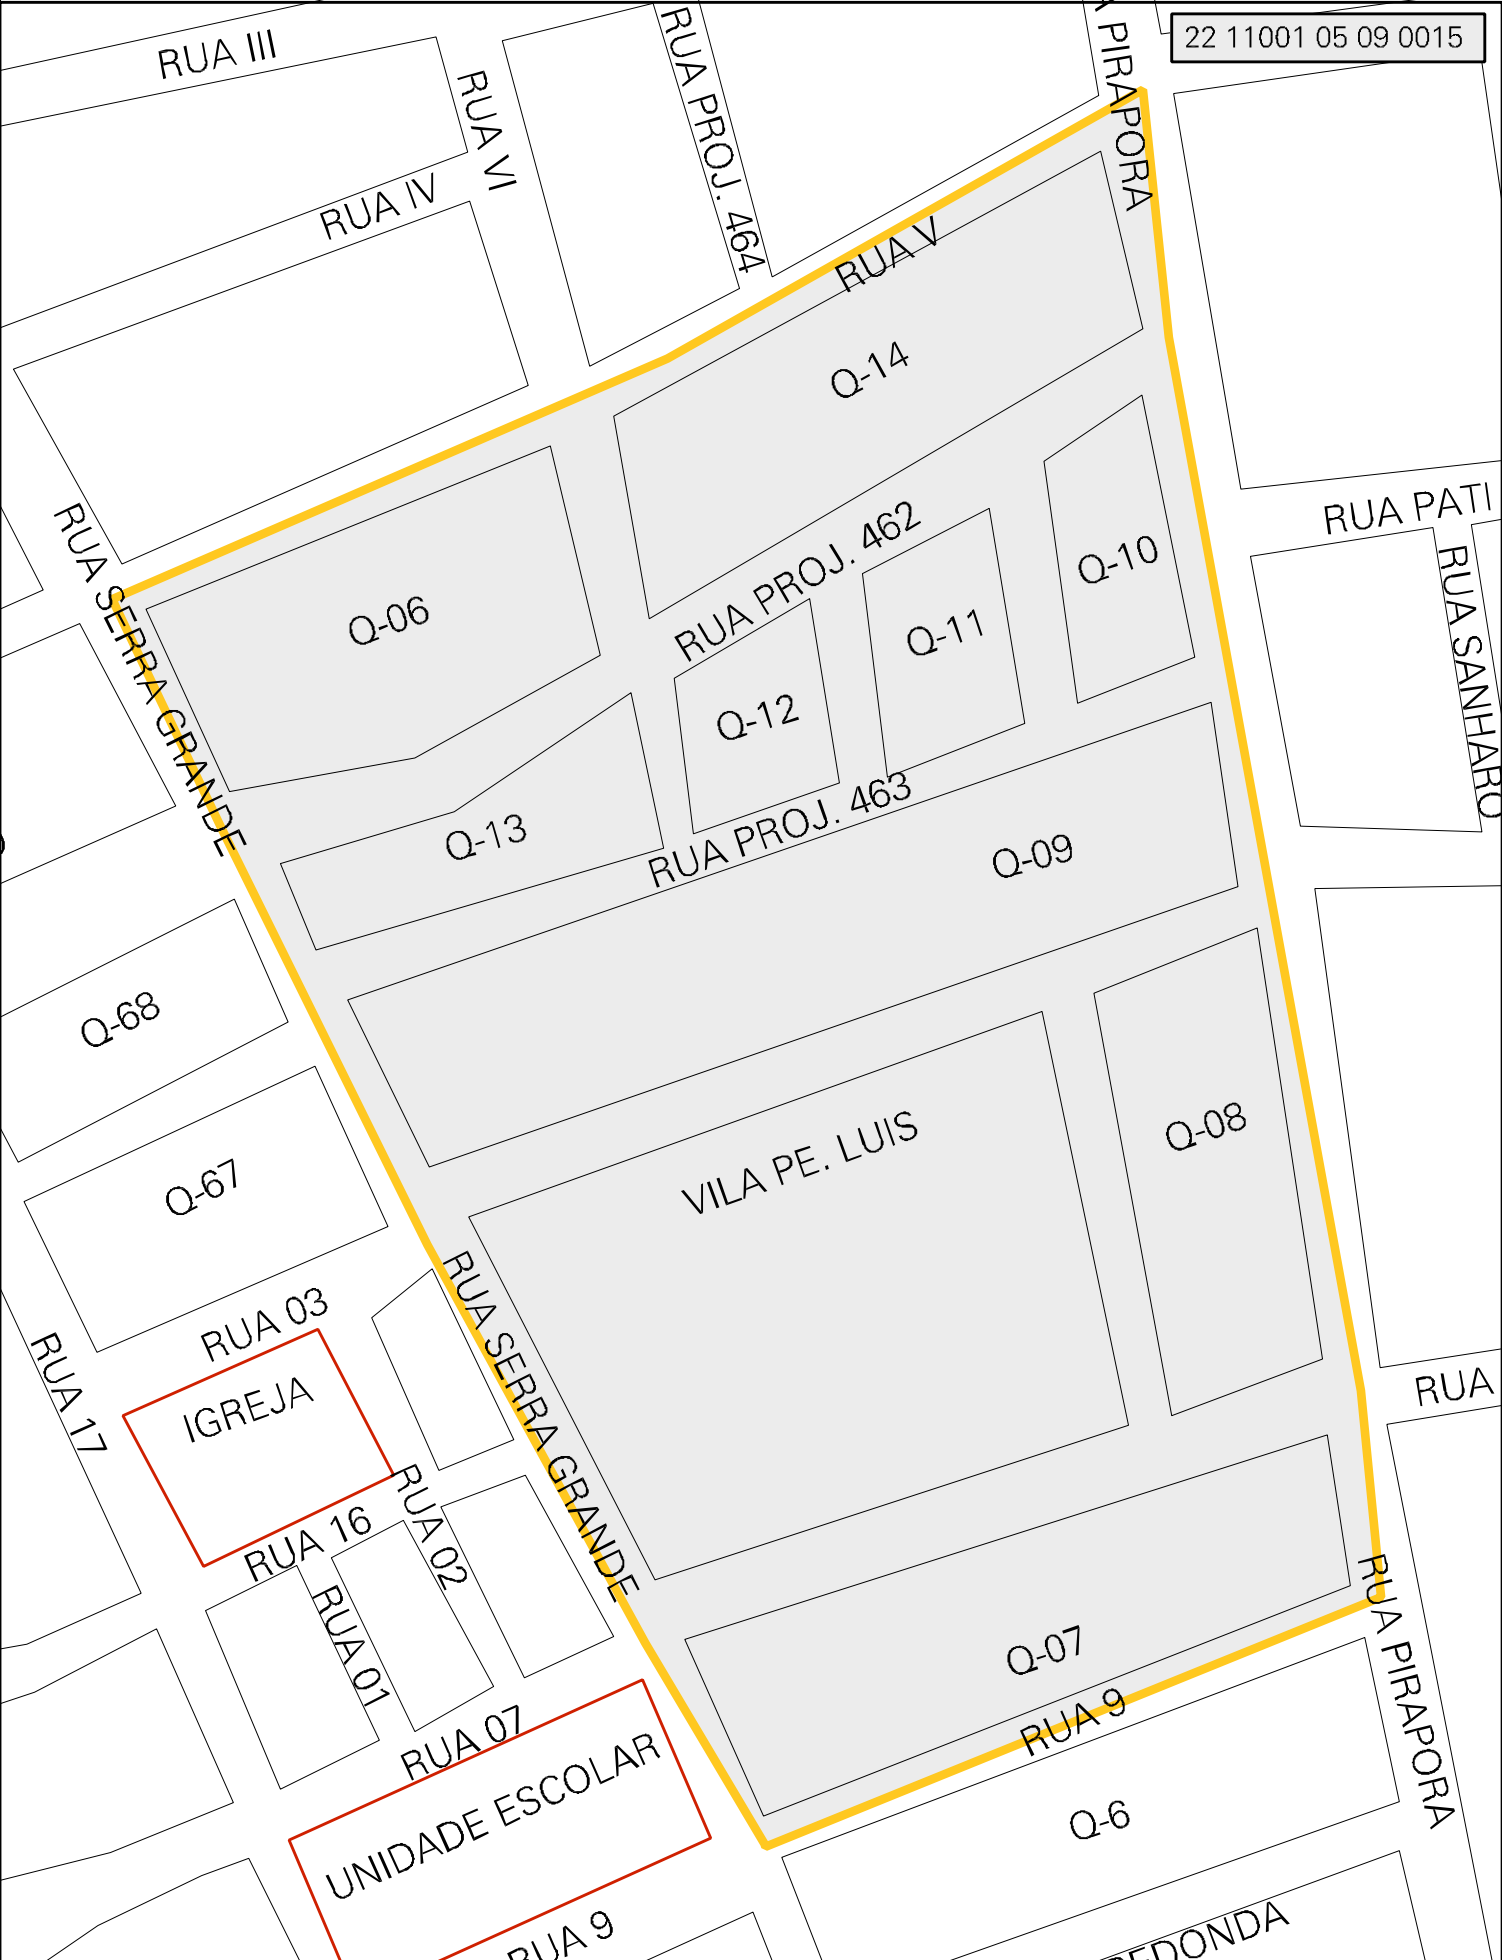 22 11001 05 09 0015
RUA III
RUA VI
RUA PROJ. 464
PIRAPORA
RUA IV
RUA V
Q-14
RUA PATI
RUA SERRA GRANDE
RUA PROJ. 462
Q-10
RUA SANHARO
Q-06
Q-11
Q-12
RUA PROJ. 463
Q-13
Q-09
Q-68
Q-08
VILA PE. LUIS
Q-67
RUA SERRA GRANDE
RUA 03
RUA 17
IGREJA
RUA
RUA 02
RUA 16
RUA 01
RUA PIRAPORA
Q-07
RUA 9
RUA 07
UNIDADE ESCOLAR
Q-6
RUA 9
EDONDA